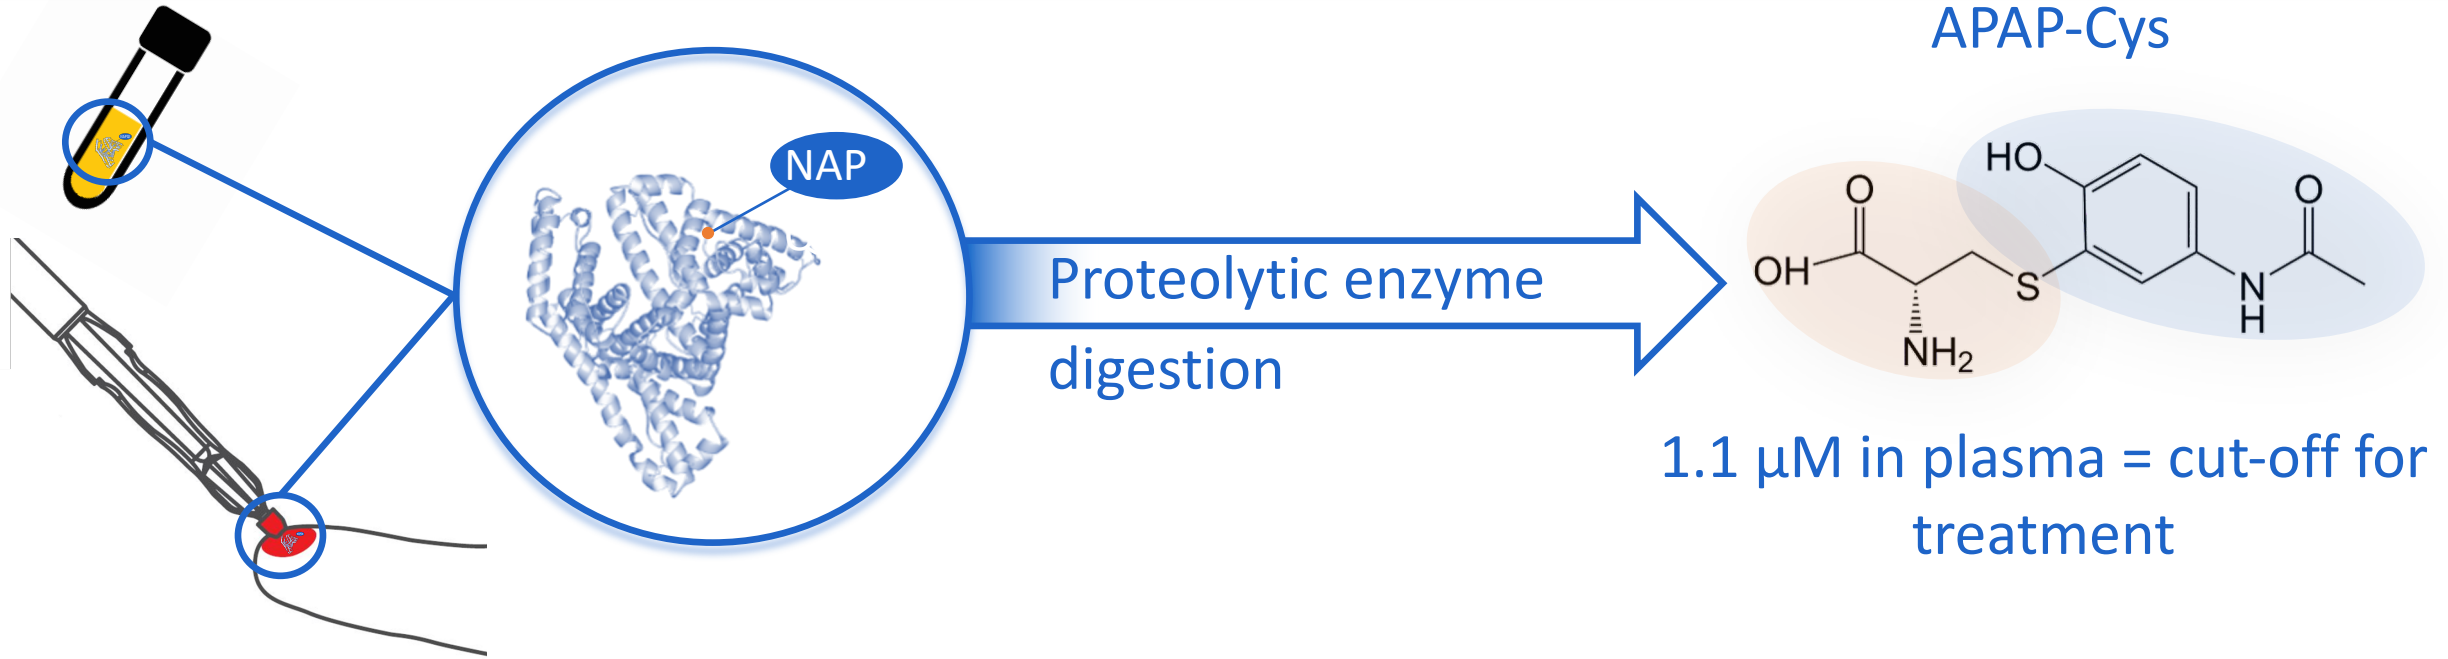 APAP-Cys
NAP
Proteolytic enzyme
digestion
HO
O
O
OH
S
N
H
NH2
1.1 µM in plasma = cut-off for
treatment